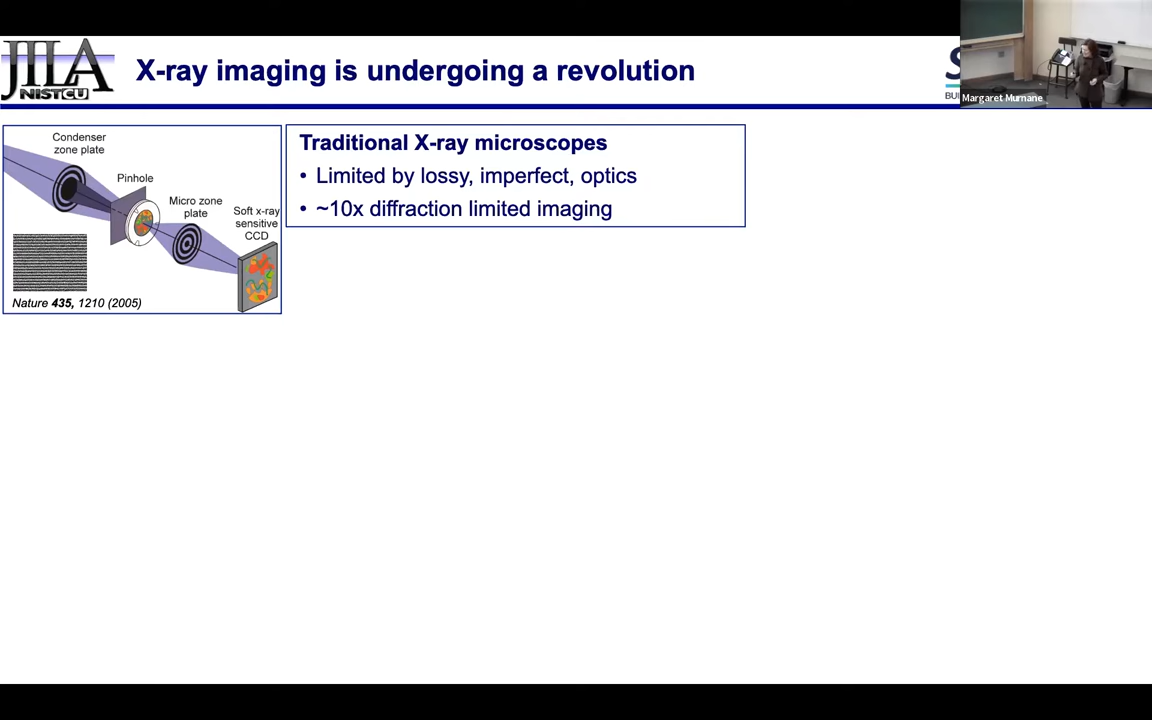 JILA
NIST CU
X-ray imaging is undergoing a revolution
S
BU
Margaret Murnane
Condenser
zone plate
Pinhole
Micro zone
plate
Soft x-ray
sensitive
CCD
Nature 435, 1210 (2005)
Traditional X-ray microscopes
• Limited by lossy, imperfect, optics
• ~10x diffraction limited imaging